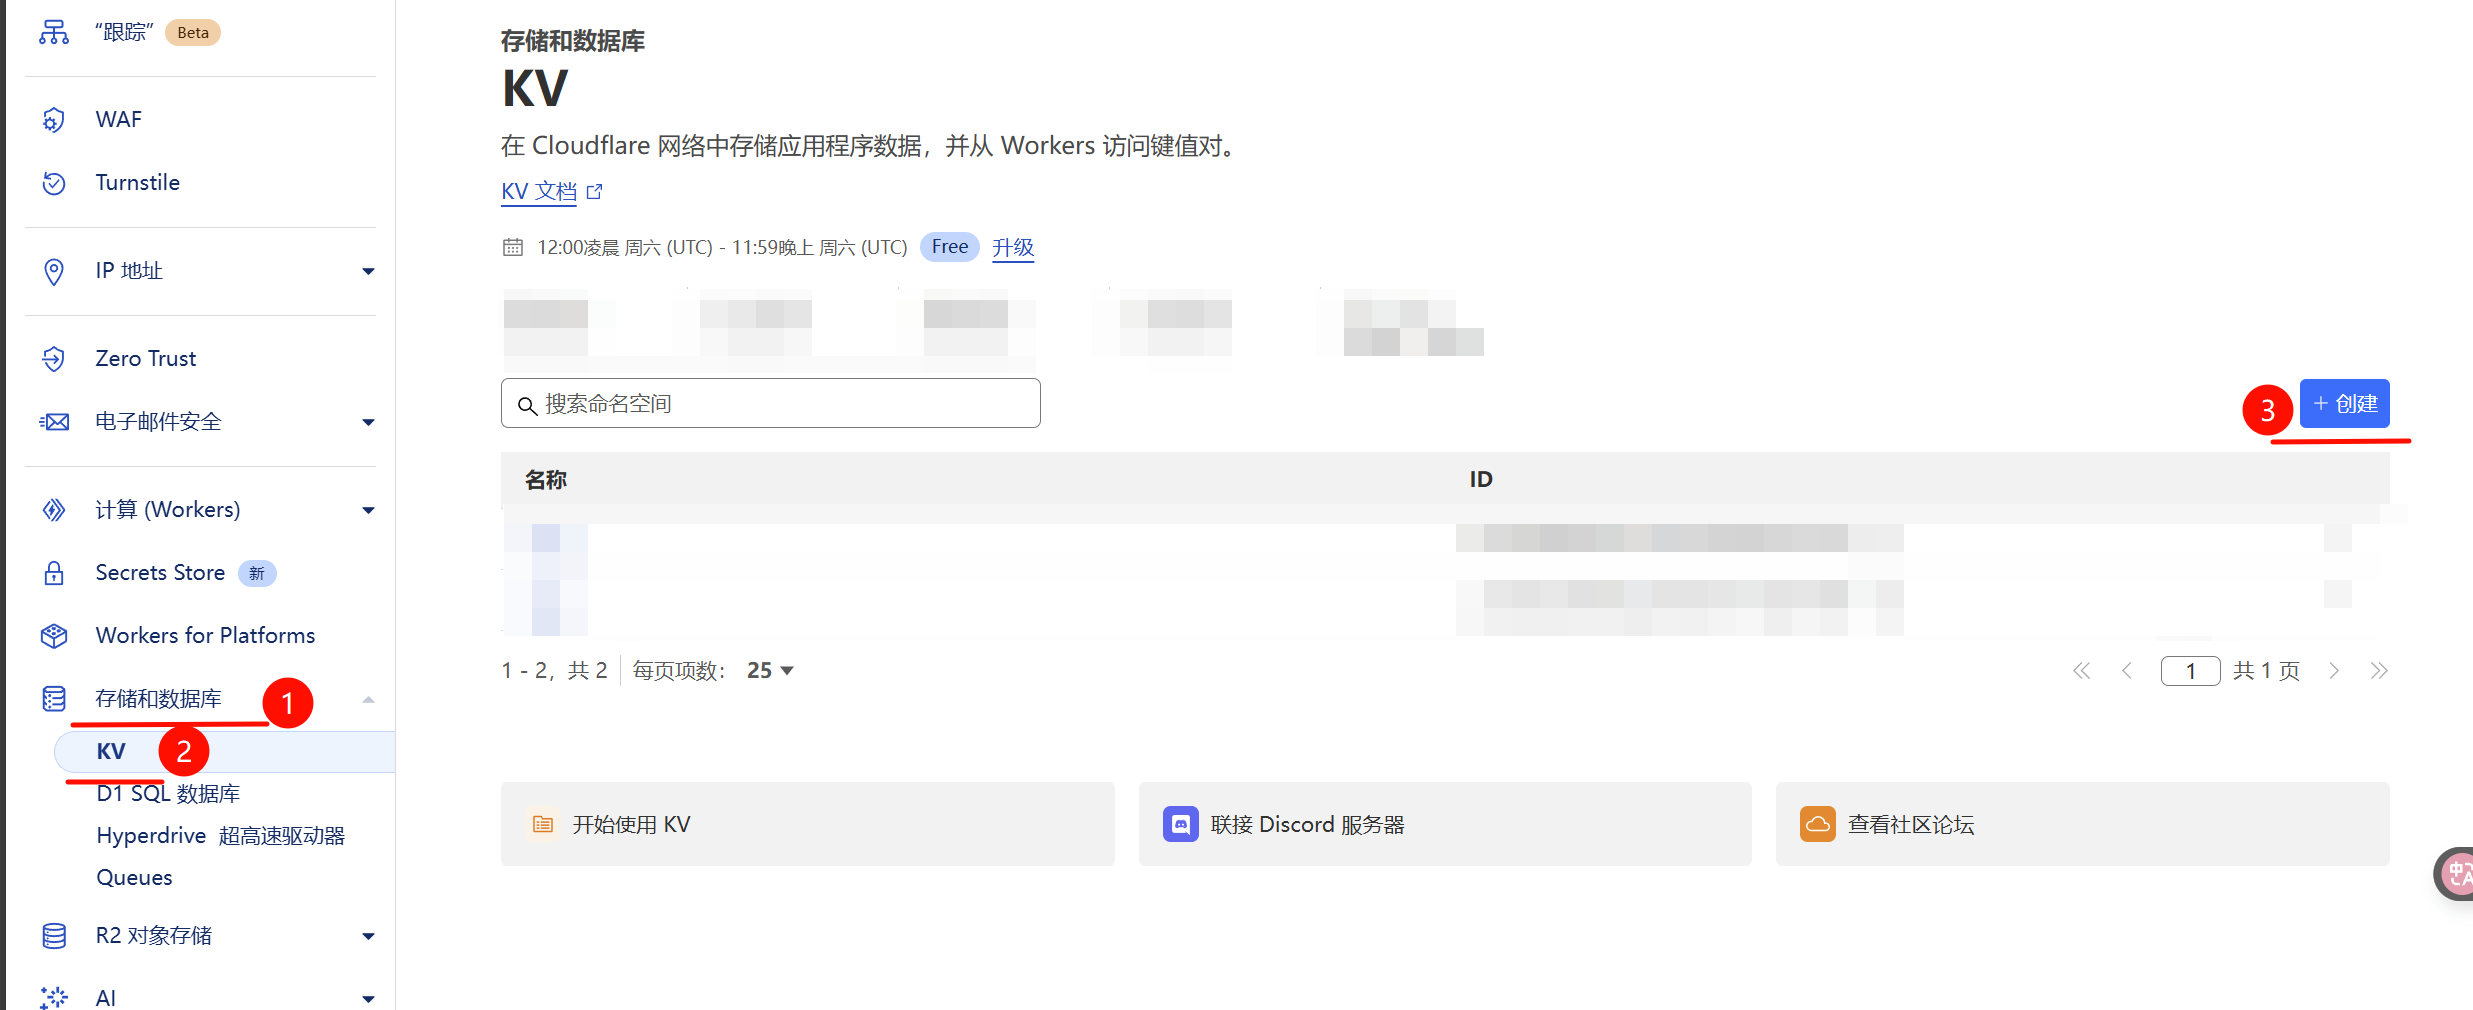 “跟踪” Beta
WAF
Turnstile
IP 地址
Zero Trust
电子邮件安全
计算 (Workers)
Secrets Store 新
Workers for Platforms
存储和数据库 1
KV 2
D1 SQL 数据库
Hyperdrive 超高速驱动器
Queues
R2 对象存储
AI
存储和数据库
KV
在 Cloudflare 网络中存储应用程序数据，并从 Workers 访问键值对。
KV 文档
12:00凌晨 周六 (UTC) - 11:59晚上 周六 (UTC) Free 升级
搜索命名空间
3 + 创建
名称 ID
1 - 2，共 2 每页项数： 25
1 共 1 页
开始使用 KV
联接 Discord 服务器
查看社区论坛
中A